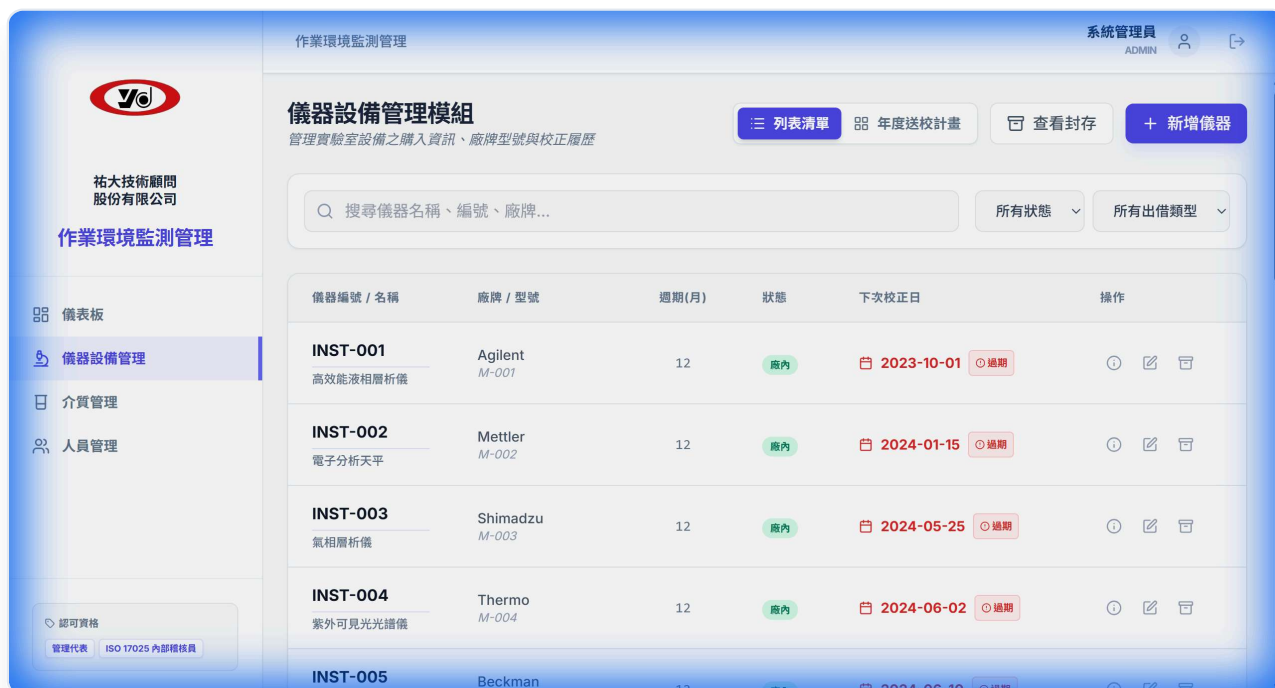 作業環境監測管理
系統管理員
ADMIN
祐大技術顧問
股份有限公司
作業環境監測管理
儀表板
儀器設備管理
介質管理
人員管理
認可資格
管理代表 ISO 17025 內部稽核員
儀器設備管理模組
管理實驗室設備之購入資訊、廠牌型號與校正履歷
列表清單 年度送校計畫 查看封存 + 新增儀器
搜尋儀器名稱、編號、廠牌... 所有狀態 所有出借類型
儀器編號 / 名稱 廠牌 / 型號 週期(月) 狀態 下次校正日 操作
INST-001 Agilent 12 廠內 2023-10-01 過期
高效能液相層析儀 M-001
INST-002 Mettler 12 廠內 2024-01-15 過期
電子分析天平 M-002
INST-003 Shimadzu 12 廠內 2024-05-25 過期
氣相層析儀 M-003
INST-004 Thermo 12 廠內 2024-06-02 過期
紫外可見光光譜儀 M-004
INST-005 Beckman